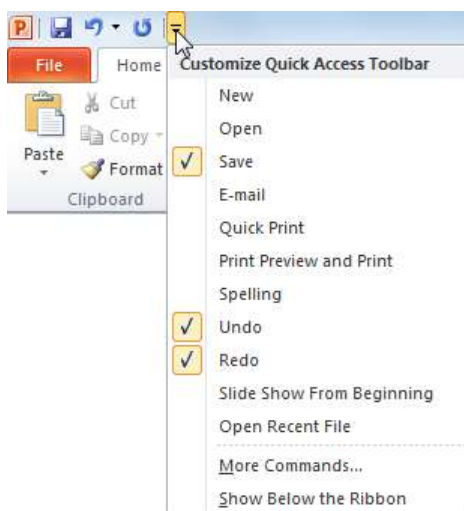 P
File Home Customize Quick Access Toolbar
Cut
Copy
Paste
Format
Clipboard
New
Open
Save
E-mail
Quick Print
Print Preview and Print
Spelling
Undo
Redo
Slide Show From Beginning
Open Recent File
More Commands...
Show Below the Ribbon